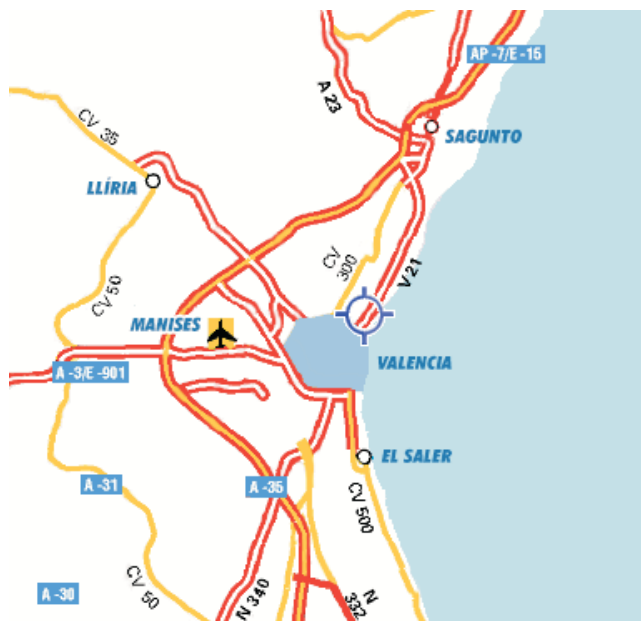 AP -7/E -15
A 23
SAGUNTO
CV 35
LLÍRIA
CV 300
V 21
CV 50
MANISES
VALENCIA
A -3/E -901
EL SALER
A -31
A -35
CV 500
CV 50
N 340
N 332
A -30